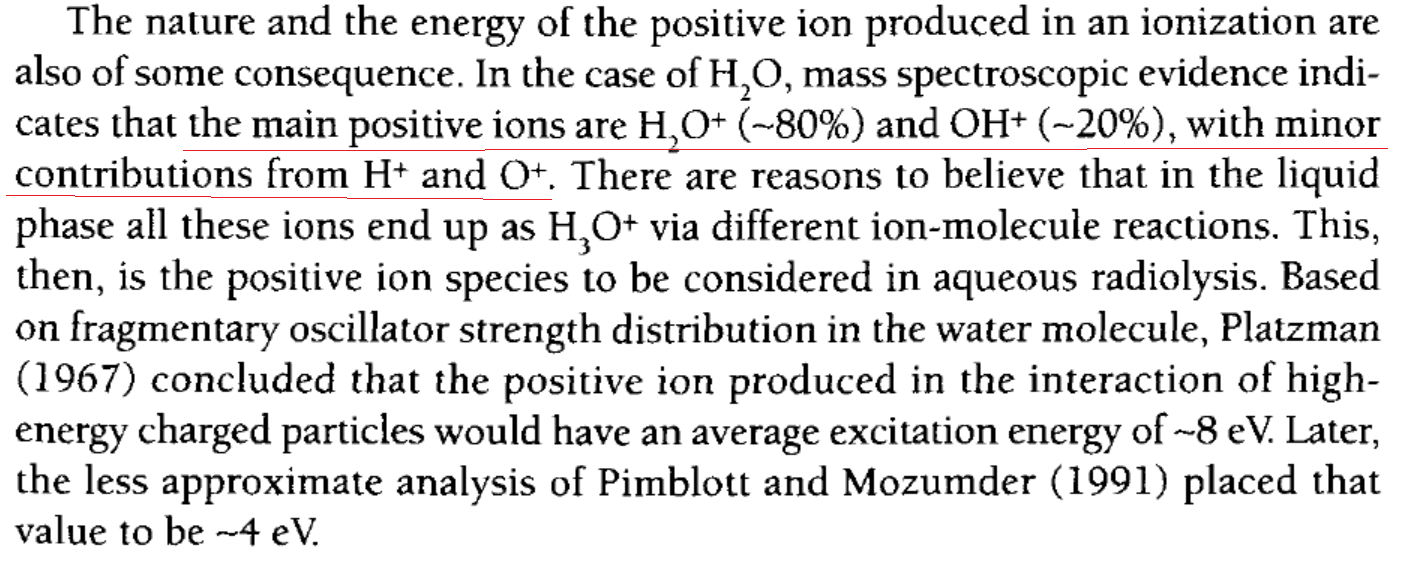 The nature and the energy of the positive ion produced in an ionization are
also of some consequence. In the case of H₂O, mass spectroscopic evidence indi-
cates that the main positive ions are H₂O⁺ (~80%) and OH⁺ (~20%), with minor
contributions from H⁺ and O⁺. There are reasons to believe that in the liquid
phase all these ions end up as H₃O⁺ via different ion-molecule reactions. This,
then, is the positive ion species to be considered in aqueous radiolysis. Based
on fragmentary oscillator strength distribution in the water molecule, Platzman
(1967) concluded that the positive ion produced in the interaction of high-
energy charged particles would have an average excitation energy of ~8 eV. Later,
the less approximate analysis of Pimblott and Mozumder (1991) placed that
value to be ~4 eV.